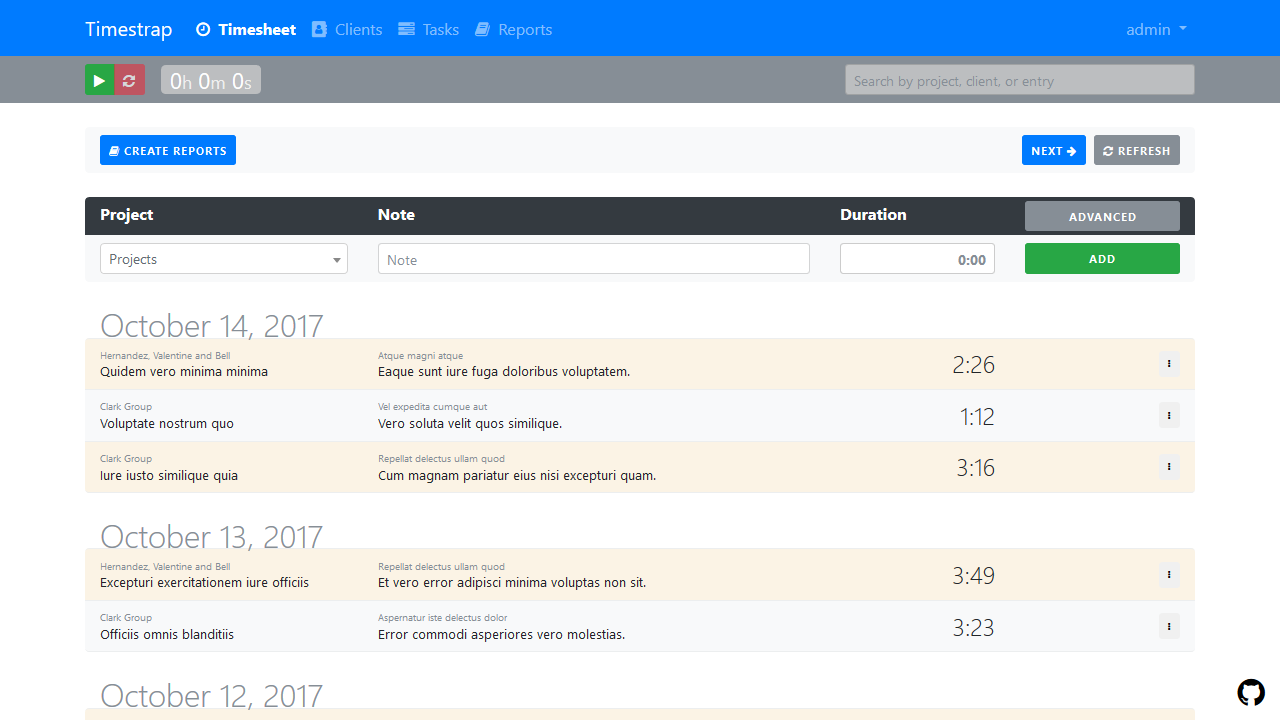 Timestrap Timesheet Clients Tasks Reports admin
0h 0m 0s Search by project, client, or entry
CREATE REPORTS NEXT REFRESH
Project Note Duration ADVANCED
Projects Note 0:00 ADD
October 14, 2017
Hernandez, Valentine and Bell Atque magni atque
Quidem vero minima minima Eaque sunt iure fuga doloribus voluptatem. 2:26
Clark Group Vel expedita cumque aut
Voluptate nostrum quo Vero soluta velit quos similique. 1:12
Clark Group Repellat delectus ullam quod
Iure iusto similique quia Cum magnam pariatur eius nisi excepturi quam. 3:16
October 13, 2017
Hernandez, Valentine and Bell Repellat delectus ullam quod
Excepturi exercitationem iure officiis Et vero error adipisci minima voluptas non sit. 3:49
Clark Group Aspernatur iste delectus dolor
Officiis omnis blanditiis Error commodi asperiores vero molestias. 3:23
October 12, 2017